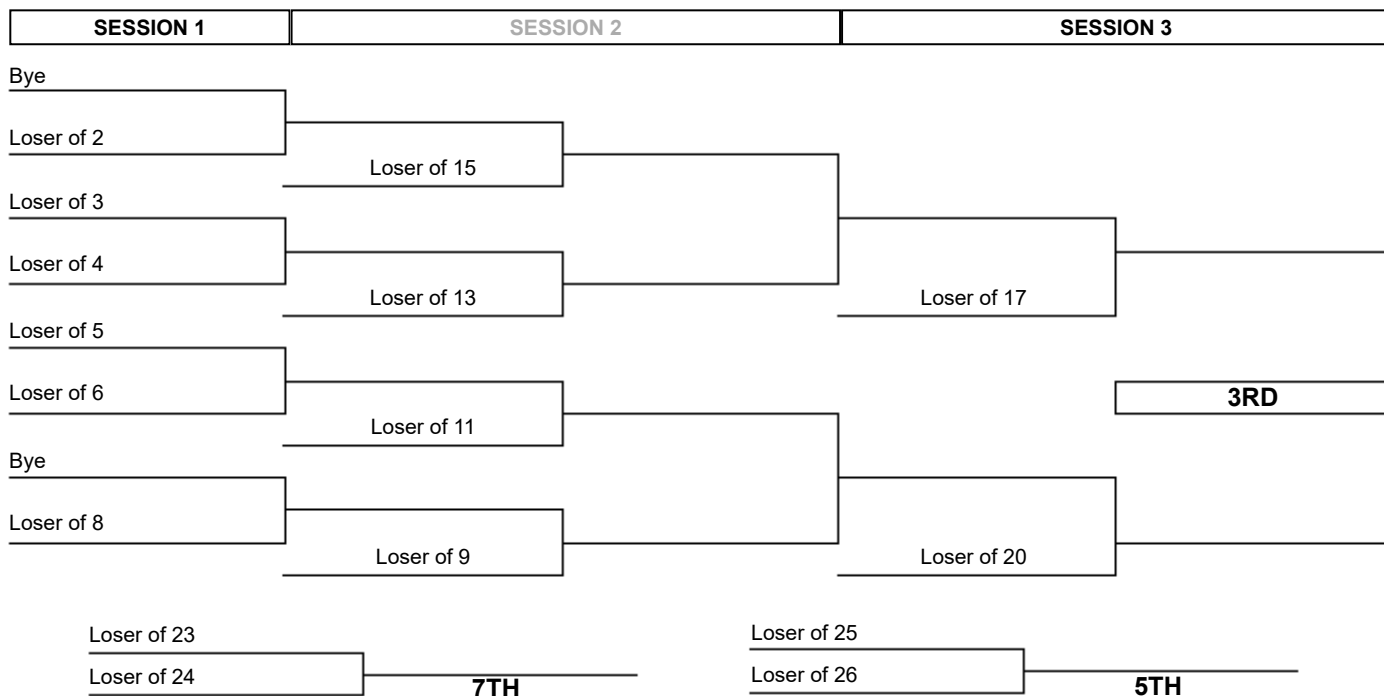 SESSION 1 SESSION 2 SESSION 3
Bye
Loser of 2
Loser of 15
Loser of 3
Loser of 4
Loser of 13
Loser of 17
Loser of 5
Loser of 6
3RD
Loser of 11
Bye
Loser of 8
Loser of 9
Loser of 20
Loser of 23
Loser of 24
7TH
Loser of 25
Loser of 26
5TH